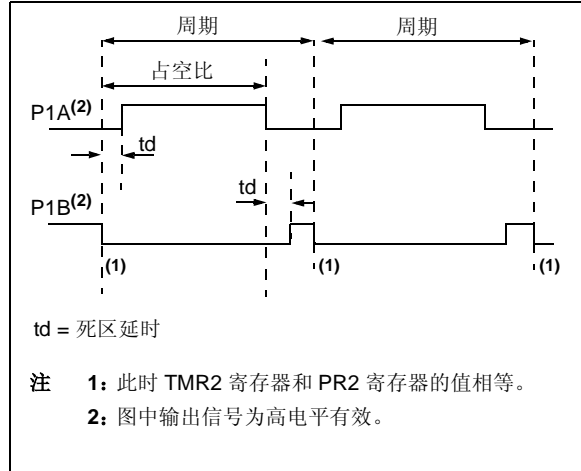 周期 周期
占空比
P1A(2)
td
td
P1B(2)
(1) (1) (1)
td = 死区延时
注 1: 此时 TMR2 寄存器和 PR2 寄存器的值相等。
2: 图中输出信号为高电平有效。